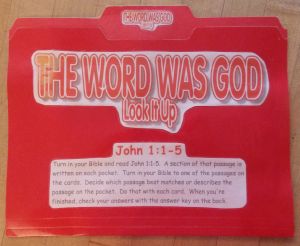 THE WORD WAS GOD
THE WORD WAS GOD
Look It Up
John 1:1-5
Turn in your Bible and read John 1:1-5. A section of that passage is
written on each pocket. Turn in your Bible to one of the passages on
the cards. Decide which passage best matches or describes the
passage on the pocket. Do that with each card. When you're
finished, check your answers with the answer key on the back.